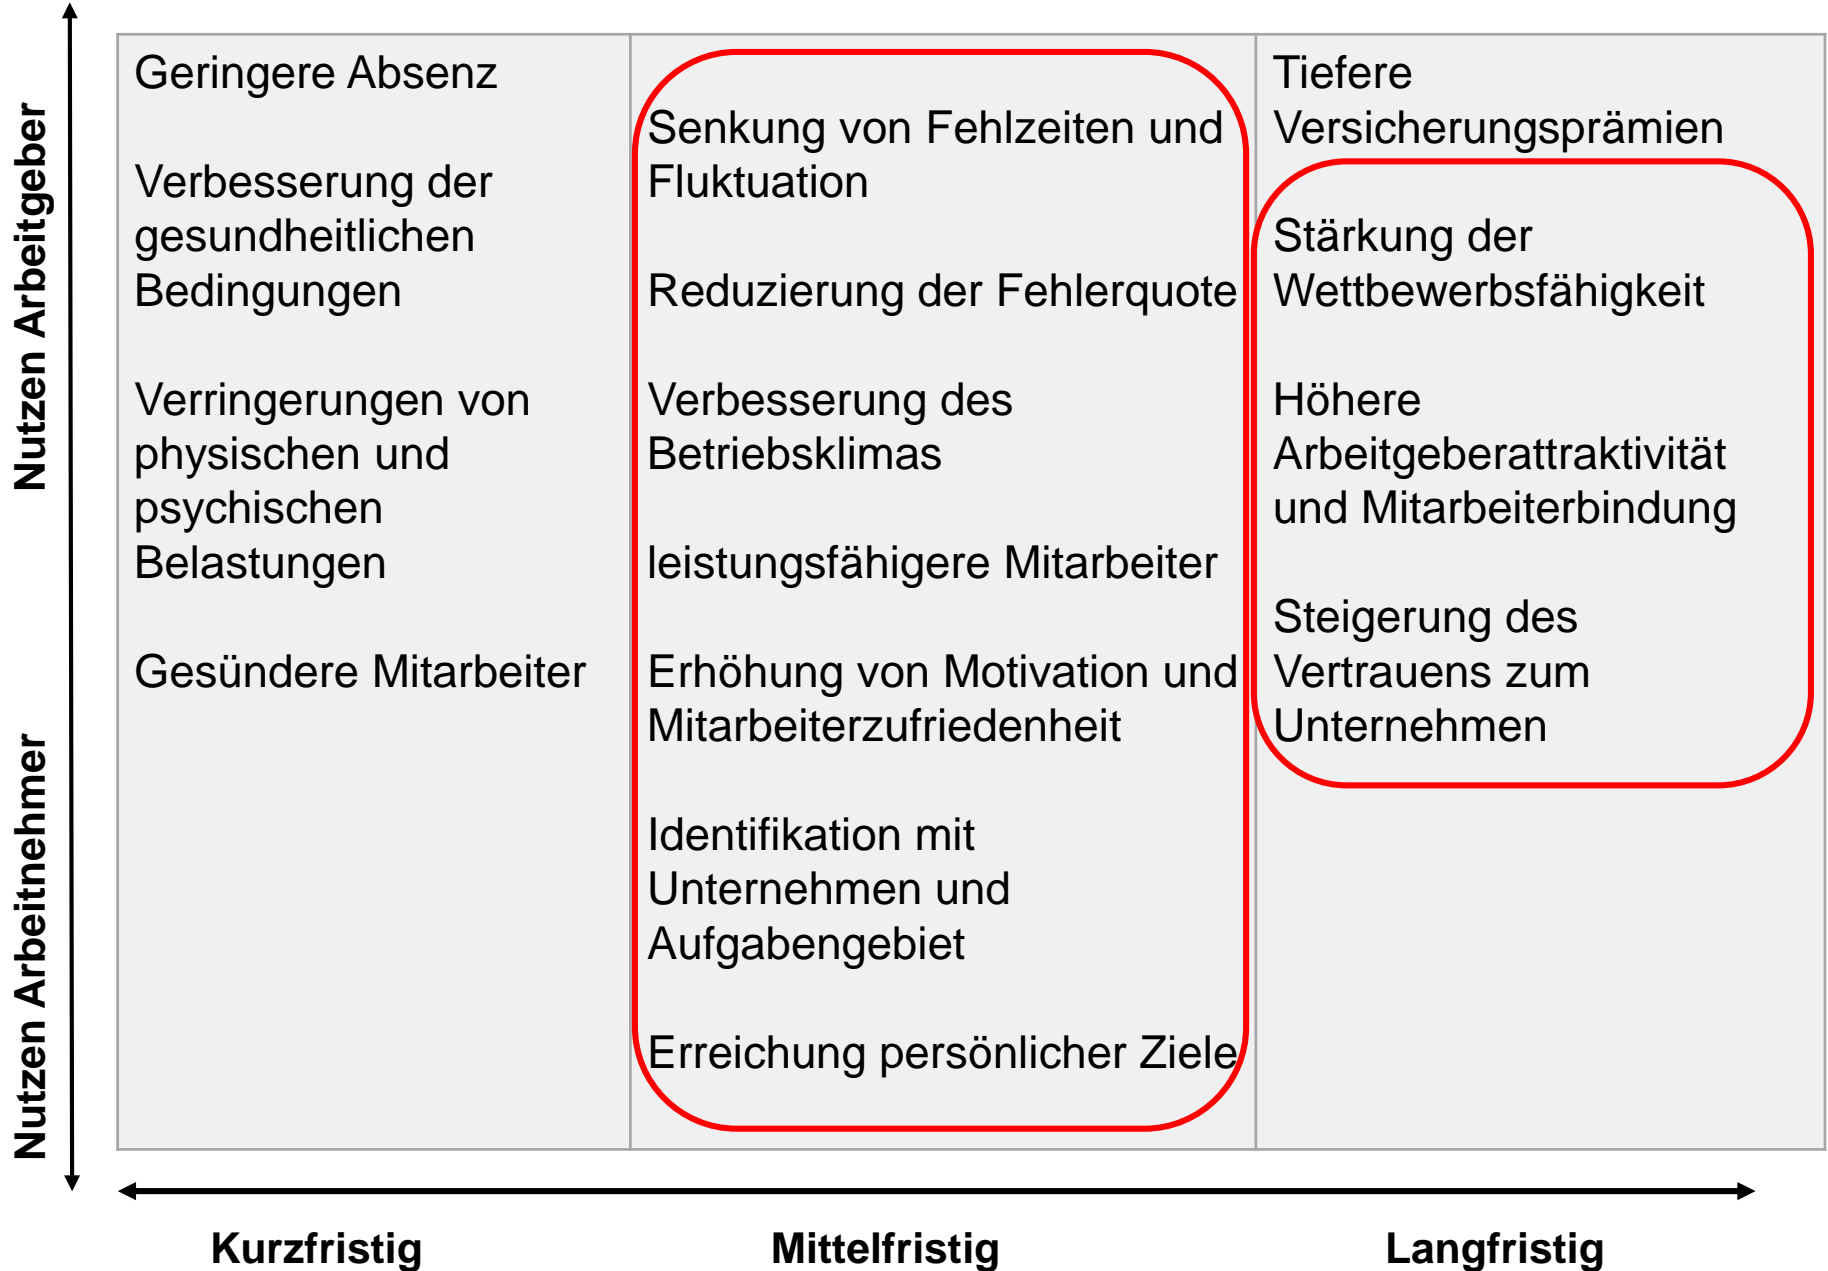 Nutzen Arbeitgeber
Nutzen Arbeitnehmer
Geringere Absenz
Verbesserung der
gesundheitlichen
Bedingungen
Verringerungen von
physischen und
psychischen
Belastungen
Gesündere Mitarbeiter
Senkung von Fehlzeiten und
Fluktuation
Reduzierung der Fehlerquote
Verbesserung des
Betriebsklimas
leistungsfähigere Mitarbeiter
Erhöhung von Motivation und
Mitarbeiterzufriedenheit
Identifikation mit
Unternehmen und
Aufgabengebiet
Erreichung persönlicher Ziele
Tiefere
Versicherungsprämien
Stärkung der
Wettbewerbsfähigkeit
Höhere
Arbeitgeberattraktivität
und Mitarbeiterbindung
Steigerung des
Vertrauens zum
Unternehmen
Kurzfristig
Mittelfristig
Langfristig